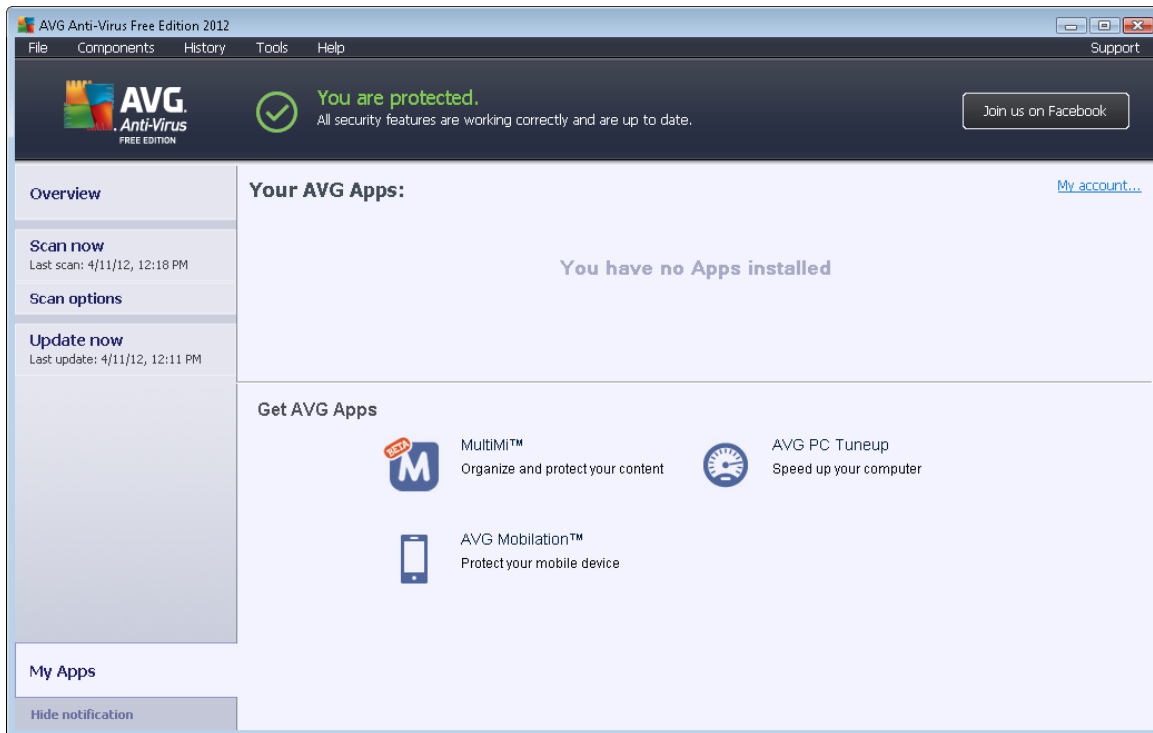 AVG Anti-Virus Free Edition 2012
File Components History Tools Help Support
AVG.
Anti-Virus
FREE EDITION
You are protected.
All security features are working correctly and are up to date.
Join us on Facebook
Overview
Scan now
Last scan: 4/11/12, 12:18 PM
Scan options
Update now
Last update: 4/11/12, 12:11 PM
My Apps
Hide notification
Your AVG Apps:
My account...
You have no Apps installed
Get AVG Apps
BETA
M
MultiMi™
Organize and protect your content
AVG PC Tuneup
Speed up your computer
AVG Mobilation™
Protect your mobile device